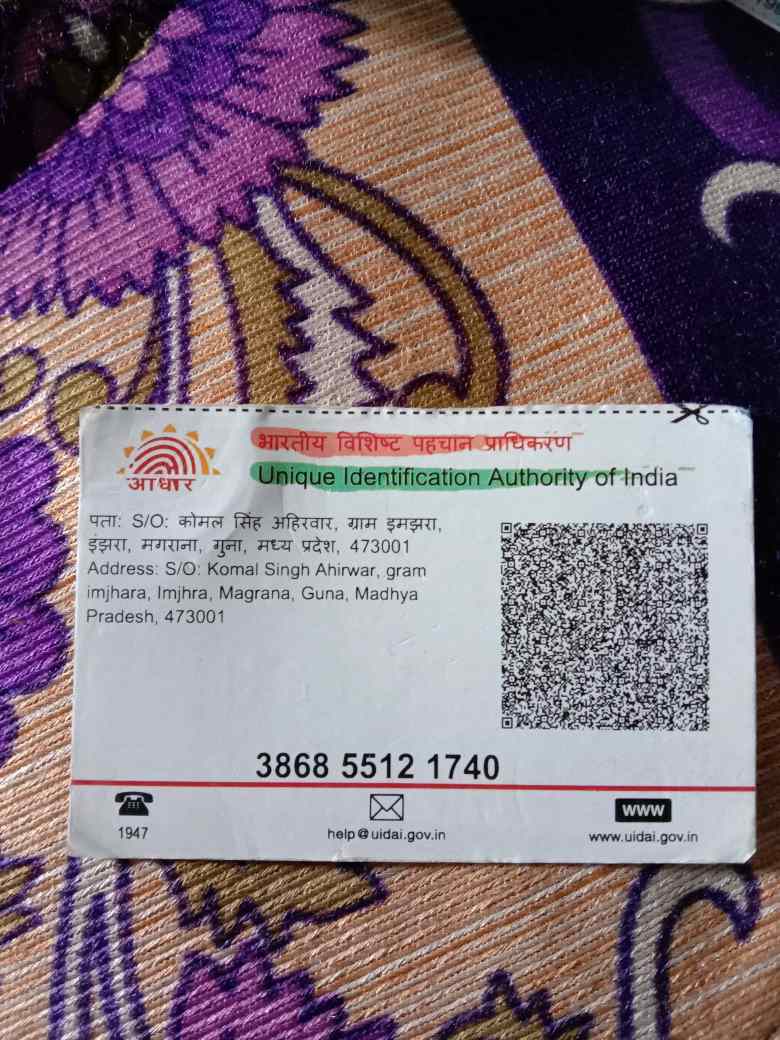 भारतीय विशिष्ट पहचान प्राधिकरण
Unique Identification Authority of India
आधार
पता: S/O: कोमल सिंह अहिरवार, ग्राम इमझरा,
इंझरा, मगराना, गुना, मध्य प्रदेश, 473001
Address: S/O: Komal Singh Ahirwar, gram
imjhara, Imjhra, Magrana, Guna, Madhya
Pradesh, 473001
3868 5512 1740
1947
help@uidai.gov.in
www
www.uidai.gov.in